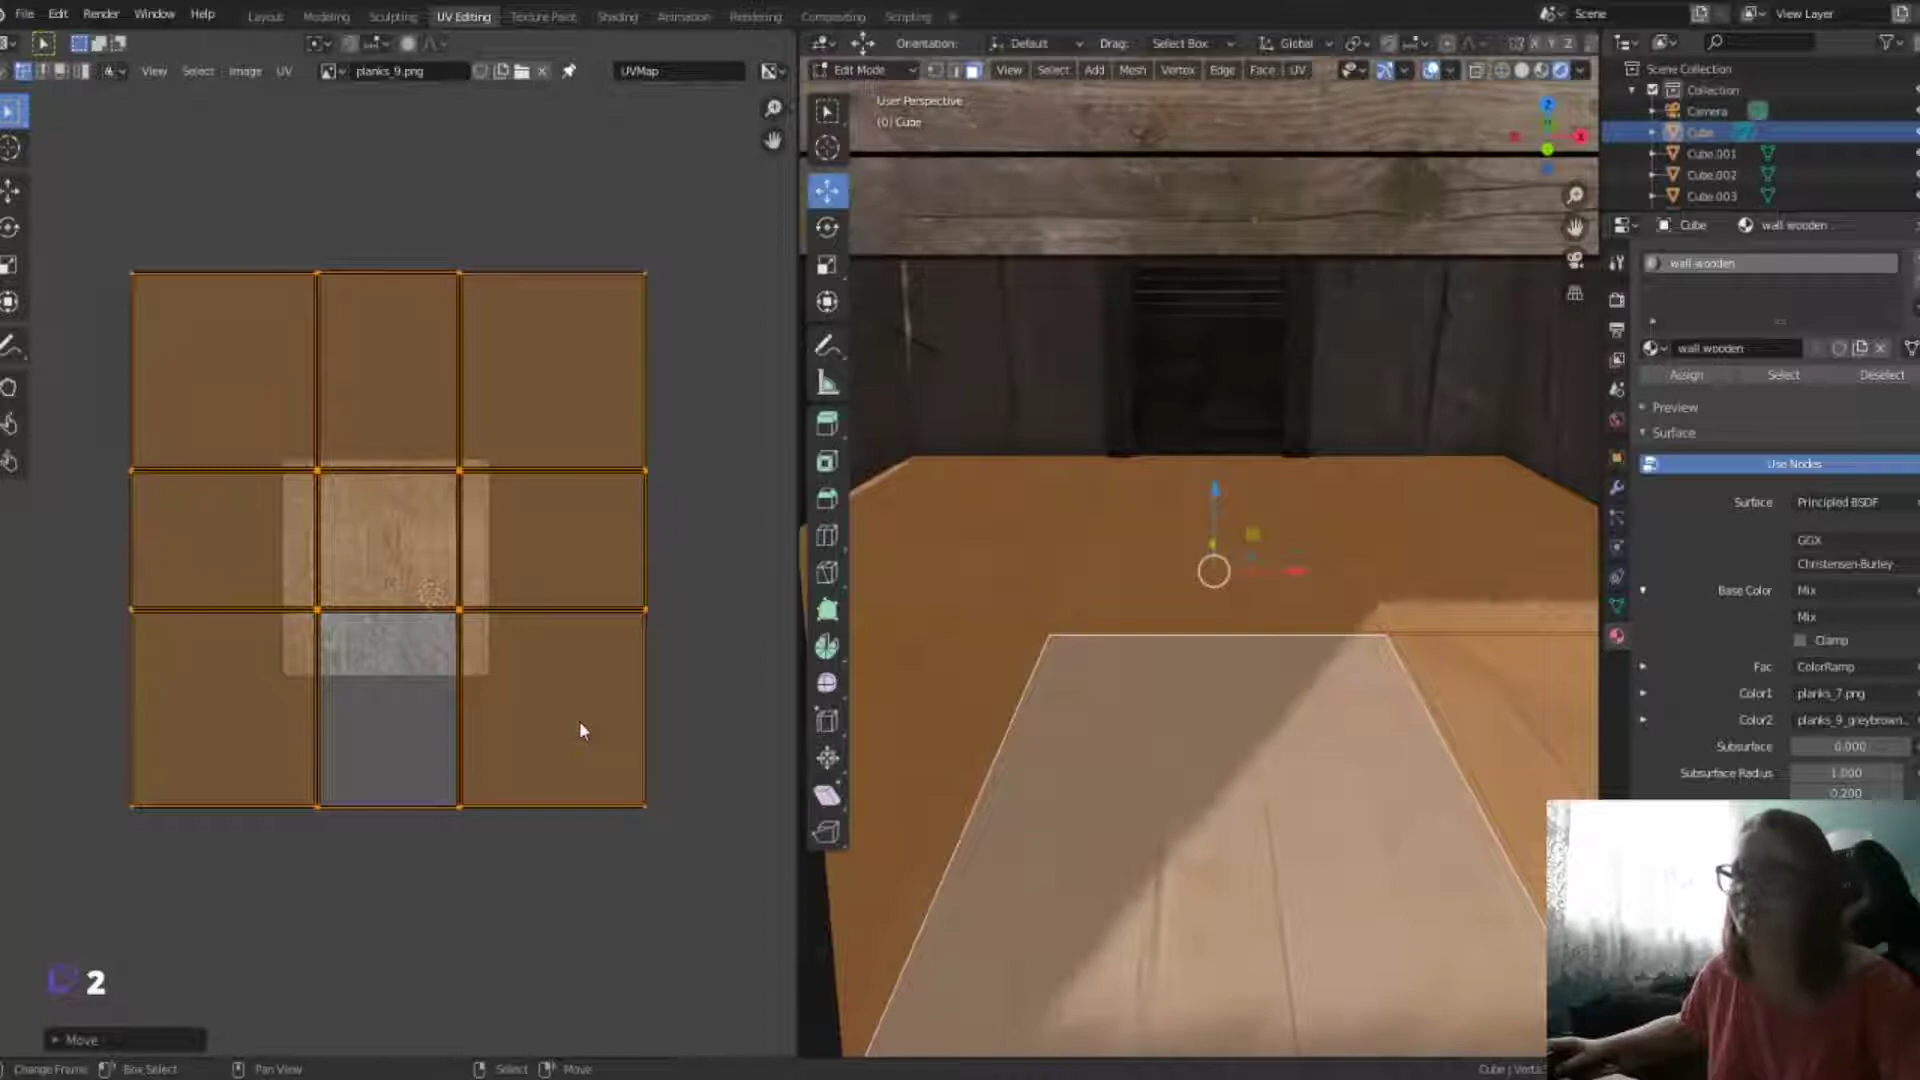 File Edit Render Window Help Layout Modeling Sculpting UV Editing Texture Paint Shading Animation Rendering Compositing Scripting + Scene View Layer
Orientation: Default Drag: Select Box Global X Y Z
View Select Image UV planks_9.png UVMap Edit Mode View Select Add Mesh Vertex Edge Face UV
Scene Collection
Collection
User Perspective
(0) Cube
Camera
Cube
Cube.001
Cube.002
Cube.003
Cube wall wooden
wall wooden
wall wooden
Assign Select Deselect
Preview
Surface
Use Nodes
Surface Principled BSDF
GGX
Christensen-Burley
Base Color Mix
Mix
Clamp
Fac ColorRamp
Color1 planks_7.png
Color2 planks_9_greybrown..
Subsurface 0.000
Subsurface Radius 1.000
0.200
2
Move
Change Frame Box Select Pan View Select Move Cube |